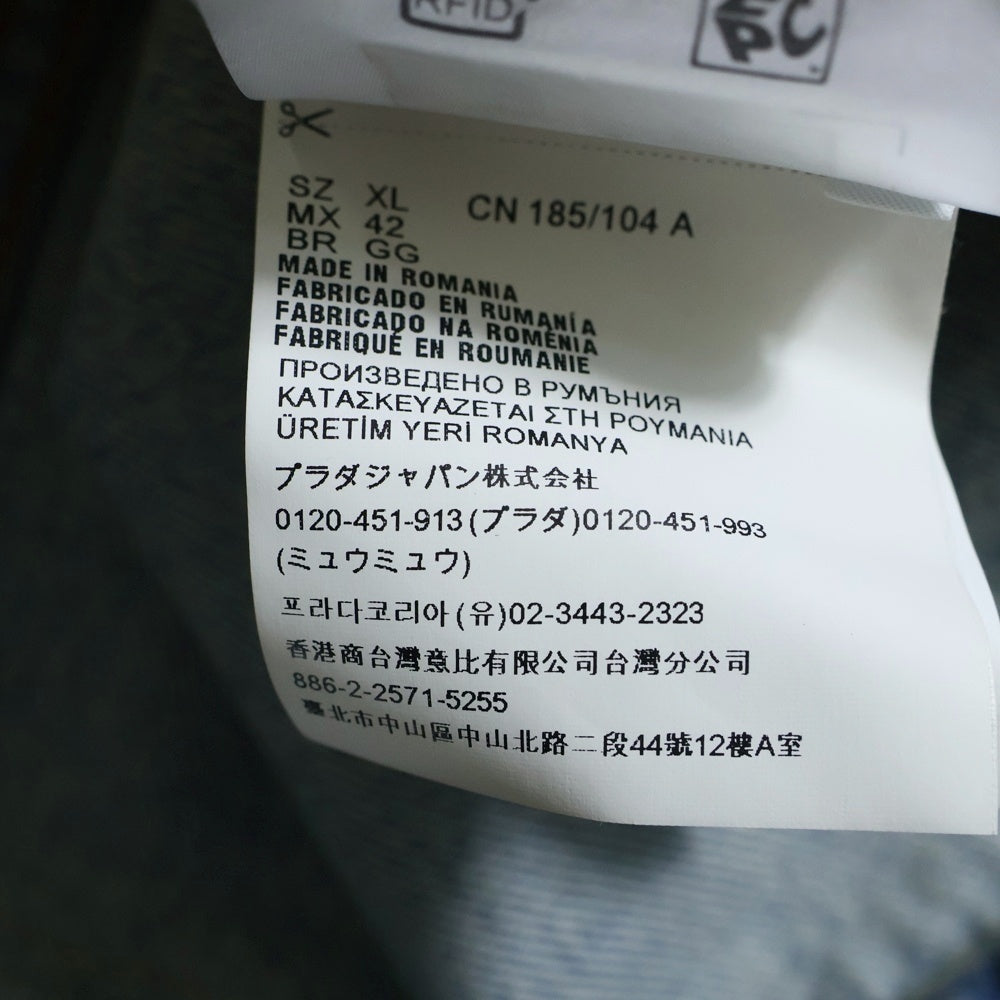 RFID
EPC
SZ XL
MX 42 CN 185/104 A
BR GG
MADE IN ROMANIA
FABRICADO EN RUMANÍA
FABRICADO NA ROMÊNIA
FABRIQUÉ EN ROUMANIE
ПРОИЗВЕДЕНО В РУМЪНИЯ
ΚΑΤΑΣΚΕΥΑΖΕΤΑΙ ΣΤΗ ΡΟΥΜΑΝΙΑ
ÜRETİM YERİ ROMANYA
プラダジャパン株式会社
0120-451-913(プラダ)0120-451-993
(ミュウミュウ)
프라다코리아(유)02-3443-2323
香港商台灣意比有限公司台灣分公司
886-2-2571-5255
臺北市中山區中山北路二段44號12樓A室